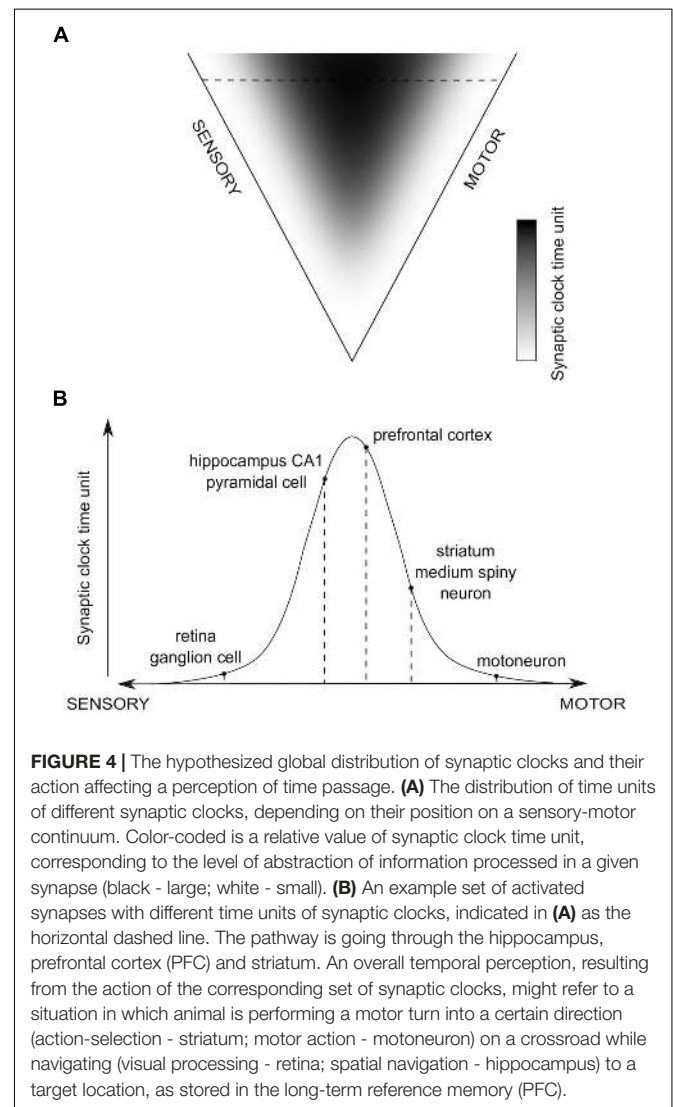 A
SENSORY
MOTOR
Synaptic clock time unit
B
Synaptic clock time unit
prefrontal cortex
hippocampus CA1
pyramidal cell
striatum
medium spiny
neuron
retina
ganglion cell
motoneuron
SENSORY
MOTOR
FIGURE 4 | The hypothesized global distribution of synaptic clocks and their
action affecting a perception of time passage. (A) The distribution of time units
of different synaptic clocks, depending on their position on a sensory-motor
continuum. Color-coded is a relative value of synaptic clock time unit,
corresponding to the level of abstraction of information processed in a given
synapse (black - large; white - small). (B) An example set of activated
synapses with different time units of synaptic clocks, indicated in (A) as the
horizontal dashed line. The pathway is going through the hippocampus,
prefrontal cortex (PFC) and striatum. An overall temporal perception, resulting
from the action of the corresponding set of synaptic clocks, might refer to a
situation in which animal is performing a motor turn into a certain direction
(action-selection - striatum; motor action - motoneuron) on a crossroad while
navigating (visual processing - retina; spatial navigation - hippocampus) to a
target location, as stored in the long-term reference memory (PFC).